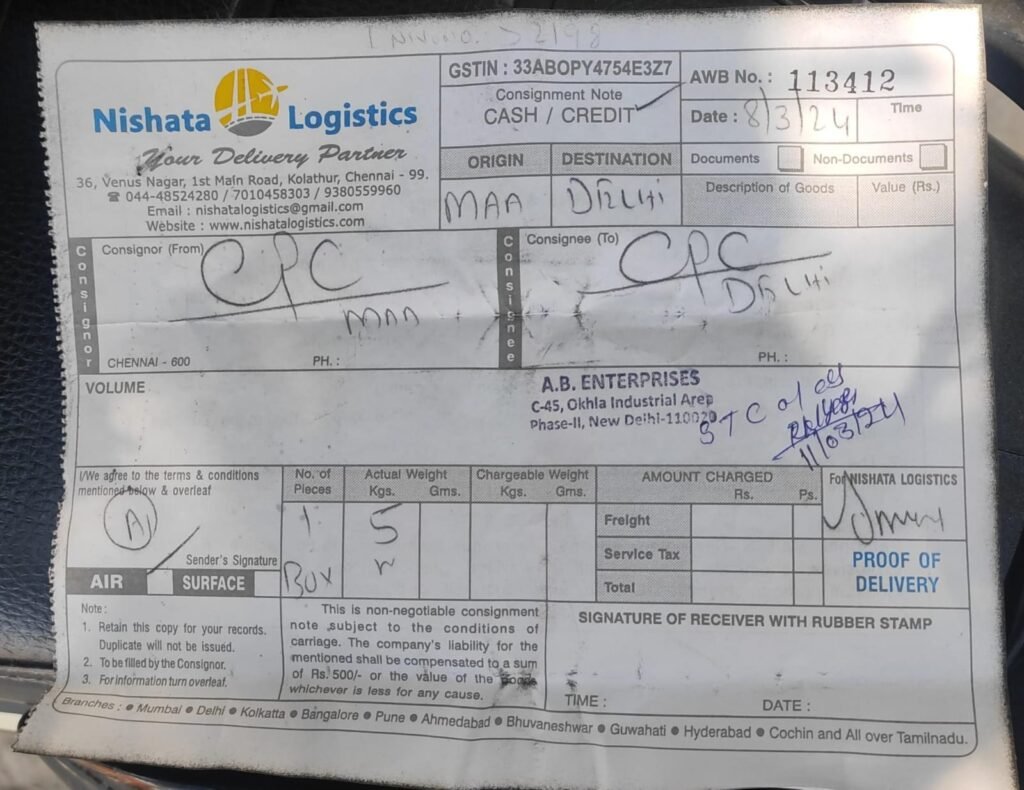 INV. NO. 52198
Nishata Logistics
Your Delivery Partner
36, Venus Nagar, 1st Main Road, Kolathur, Chennai - 99.
☎ 044-48524280 / 7010458303 / 9380559960
Email : nishatalogistics@gmail.com
Website : www.nishatalogistics.com
GSTIN : 33ABOPY4754E3Z7
Consignment Note
CASH / CREDIT
AWB No. : 113412
Date : 8/3/24
Time
ORIGIN DESTINATION
MAA DELHI
Documents Non-Documents
Description of Goods Value (Rs.)
Consignor
Consignor (From)
CPC
MAA
CHENNAI - 600 PH. :
Consignee
Consignee (To)
CPC
DELHI
PH. :
VOLUME
A.B. ENTERPRISES
C-45, Okhla Industrial Area
Phase-II, New Delhi-110020
STC
11/03/24
I/We agree to the terms & conditions
mentioned below & overleaf
Sender's Signature
AIR SURFACE
No. of Pieces
1
BOX
Actual Weight
Kgs. Gms.
5
Chargeable Weight
Kgs. Gms.
AMOUNT CHARGED
Rs. Ps.
Freight
Service Tax
Total
For NISHATA LOGISTICS
PROOF OF
DELIVERY
Note :
1. Retain this copy for your records.
Duplicate will not be issued.
2. To be filled by the Consignor.
3. For information turn overleaf.
This is non-negotiable consignment
note ,subject to the conditions of
carriage. The company's liability for the
mentioned shall be compensated to a sum
of Rs. 500/- or the value of the goods
whichever is less for any cause.
SIGNATURE OF RECEIVER WITH RUBBER STAMP
TIME : DATE :
Branches : ● Mumbai ● Delhi ● Kolkatta ● Bangalore ● Pune ● Ahmedabad ● Bhuvaneshwar ● Guwahati ● Hyderabad ● Cochin and All over Tamilnadu.